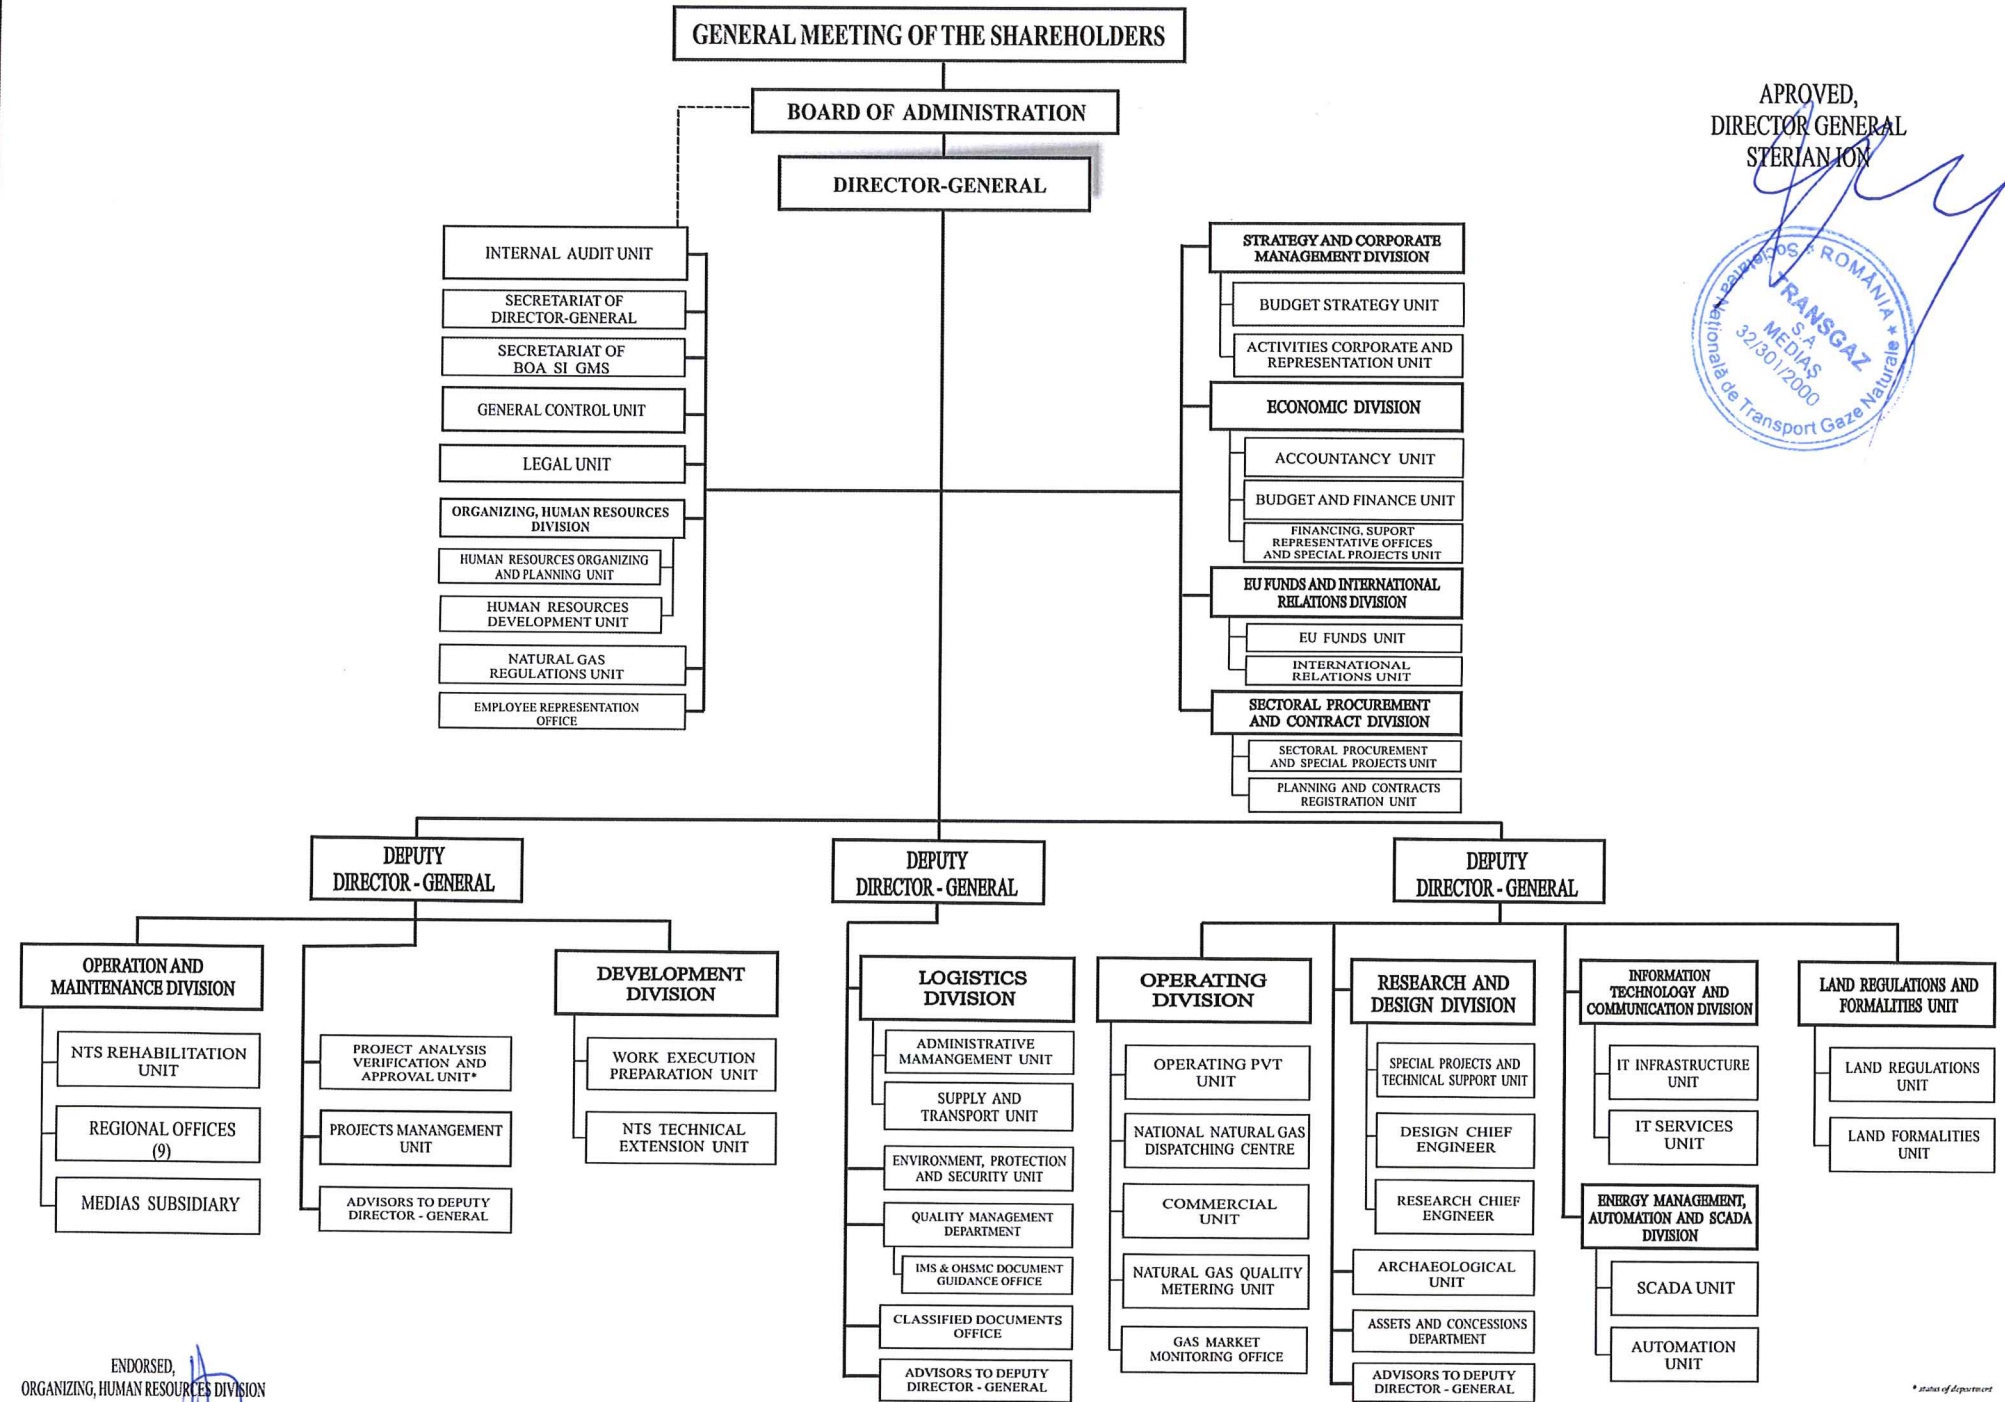 GENERAL MEETING OF THE SHAREHOLDERS
BOARD OF ADMINISTRATION
DIRECTOR-GENERAL
APROVED,
DIRECTOR GENERAL
STERIAN ION
ROMÂNIA * Societatea Națională de Transport Gaze Naturale *
TRANSGAZ
S.A
MEDIAȘ
32/301/2000
INTERNAL AUDIT UNIT
SECRETARIAT OF
DIRECTOR-GENERAL
SECRETARIAT OF
BOA SI GMS
GENERAL CONTROL UNIT
LEGAL UNIT
ORGANIZING, HUMAN RESOURCES
DIVISION
HUMAN RESOURCES ORGANIZING
AND PLANNING UNIT
HUMAN RESOURCES
DEVELOPMENT UNIT
NATURAL GAS
REGULATIONS UNIT
EMPLOYEE REPRESENTATION
OFFICE
STRATEGY AND CORPORATE
MANAGEMENT DIVISION
BUDGET STRATEGY UNIT
ACTIVITIES CORPORATE AND
REPRESENTATION UNIT
ECONOMIC DIVISION
ACCOUNTANCY UNIT
BUDGET AND FINANCE UNIT
FINANCING, SUPORT
REPRESENTATIVE OFFICES
AND SPECIAL PROJECTS UNIT
EU FUNDS AND INTERNATIONAL
RELATIONS DIVISION
EU FUNDS UNIT
INTERNATIONAL
RELATIONS UNIT
SECTORAL PROCUREMENT
AND CONTRACT DIVISION
SECTORAL PROCUREMENT
AND SPECIAL PROJECTS UNIT
PLANNING AND CONTRACTS
REGISTRATION UNIT
DEPUTY
DIRECTOR - GENERAL
OPERATION AND
MAINTENANCE DIVISION
NTS REHABILITATION
UNIT
REGIONAL OFFICES
(9)
MEDIAS SUBSIDIARY
PROJECT ANALYSIS
VERIFICATION AND
APPROVAL UNIT*
PROJECTS MANANGEMENT
UNIT
ADVISORS TO DEPUTY
DIRECTOR - GENERAL
DEVELOPMENT
DIVISION
WORK EXECUTION
PREPARATION UNIT
NTS TECHNICAL
EXTENSION UNIT
DEPUTY
DIRECTOR - GENERAL
LOGISTICS
DIVISION
ADMINISTRATIVE
MAMANGEMENT UNIT
SUPPLY AND
TRANSPORT UNIT
ENVIRONMENT, PROTECTION
AND SECURITY UNIT
QUALITY MANAGEMENT
DEPARTMENT
IMS & OHSMC DOCUMENT
GUIDANCE OFFICE
CLASSIFIED DOCUMENTS
OFFICE
ADVISORS TO DEPUTY
DIRECTOR - GENERAL
DEPUTY
DIRECTOR - GENERAL
OPERATING
DIVISION
OPERATING PVT
UNIT
NATIONAL NATURAL GAS
DISPATCHING CENTRE
COMMERCIAL
UNIT
NATURAL GAS QUALITY
METERING UNIT
GAS MARKET
MONITORING OFFICE
RESEARCH AND
DESIGN DIVISION
SPECIAL PROJECTS AND
TECHNICAL SUPPORT UNIT
DESIGN CHIEF
ENGINEER
RESEARCH CHIEF
ENGINEER
ARCHAEOLOGICAL
UNIT
ASSETS AND CONCESSIONS
DEPARTMENT
ADVISORS TO DEPUTY
DIRECTOR - GENERAL
INFORMATION
TECHNOLOGY AND
COMMUNICATION DIVISION
IT INFRASTRUCTURE
UNIT
IT SERVICES
UNIT
ENERGY MANAGEMENT,
AUTOMATION AND SCADA
DIVISION
SCADA UNIT
AUTOMATION
UNIT
LAND REGULATIONS AND
FORMALITIES UNIT
LAND REGULATIONS
UNIT
LAND FORMALITIES
UNIT
ENDORSED,
ORGANIZING, HUMAN RESOURCES DIVISION
* status of department